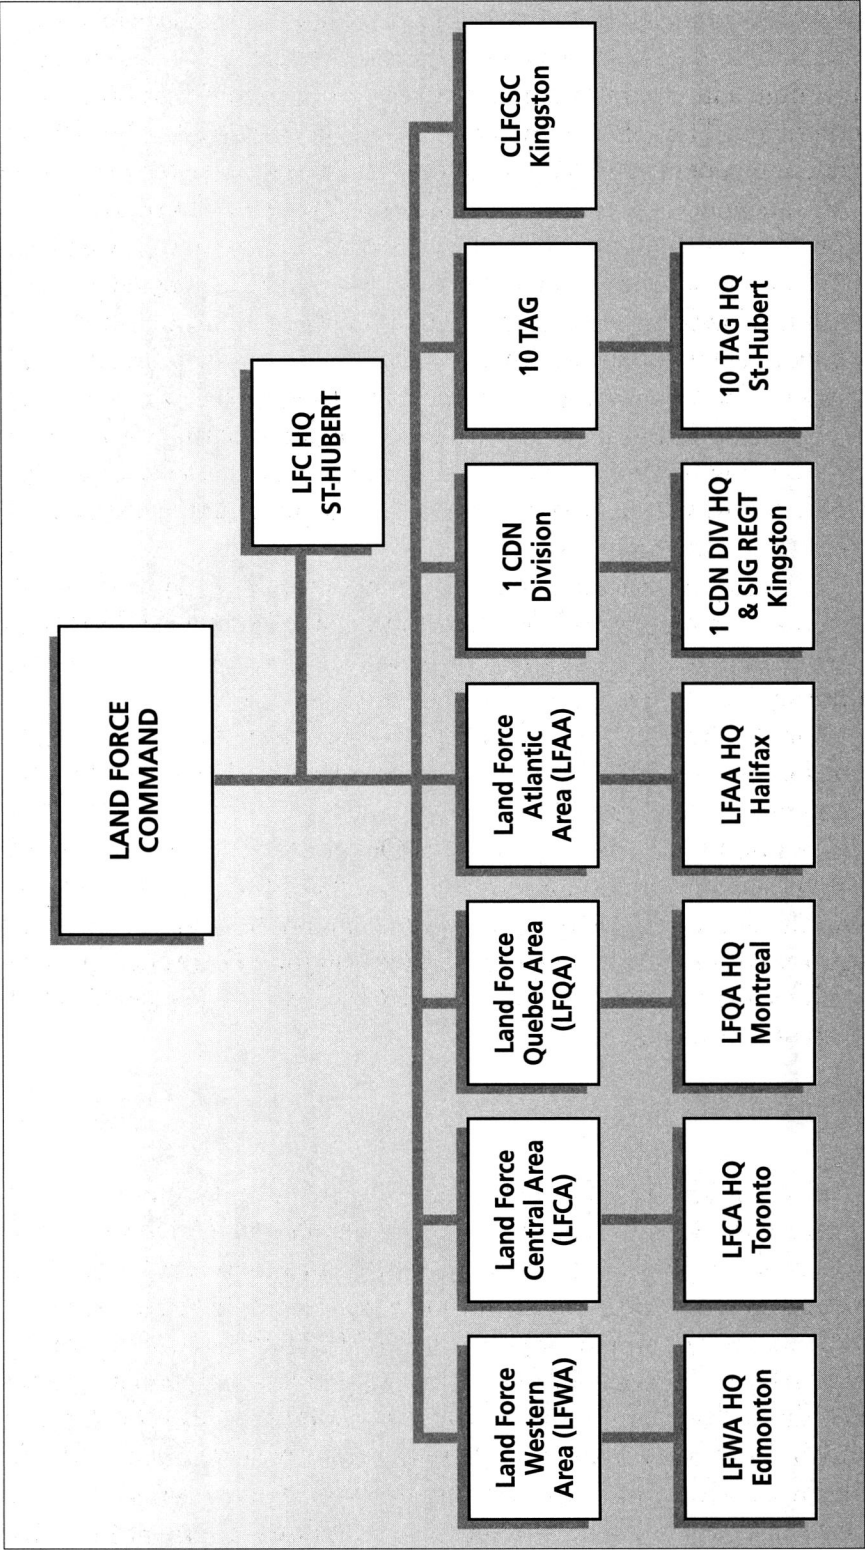 LAND FORCE
COMMAND
LFC HQ
ST-HUBERT
Land Force
Western
Area (LFWA)
Land Force
Central Area
(LFCA)
Land Force
Quebec Area
(LFQA)
Land Force
Atlantic
Area (LFAA)
1 CDN
Division
10 TAG
CLFCSC
Kingston
LFWA HQ
Edmonton
LFCA HQ
Toronto
LFQA HQ
Montreal
LFAA HQ
Halifax
1 CDN DIV HQ
& SIG REGT
Kingston
10 TAG HQ
St-Hubert